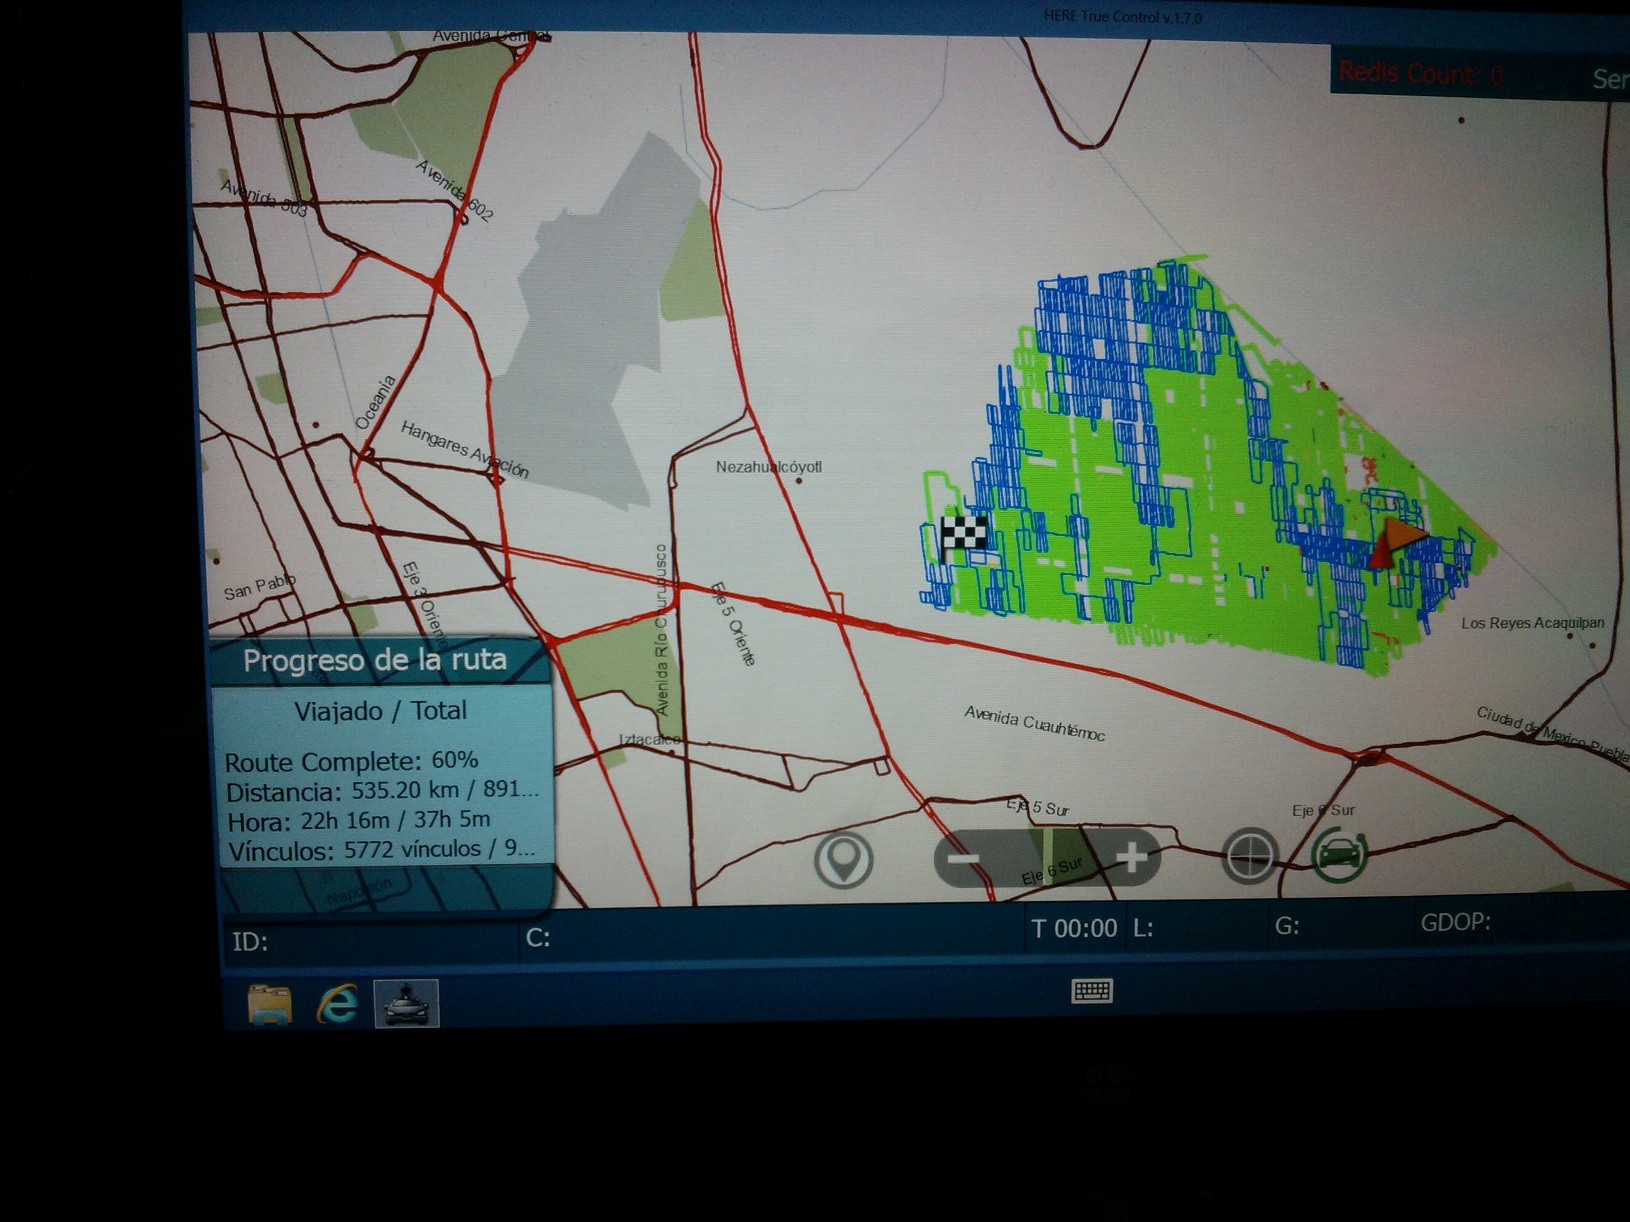 HERE True Control v.1.7.0
Avenida Central
Redis Count: 0
Ser
Avenida 602
Avenida 503
Oceanía
Hangares Aviación
Nezahualcóyotl
San Pablo
Eje 3 Oriente
Avenida Río Churubusco
Eje 5 Oriente
Los Reyes Acaquilpan
Progreso de la ruta
Viajado / Total
Route Complete: 60%
Distancia: 535.20 km / 891...
Hora: 22h 16m / 37h 5m
Vínculos: 5772 vínculos / 9...
Iztacalco
Avenida Cuauhtémoc
Ciudad de Mexico-Puebla
Eje 5 Sur
Eje 6 Sur
Eje 6 Sur
Napoleón
ID:
C:
T 00:00
L:
G:
GDOP: